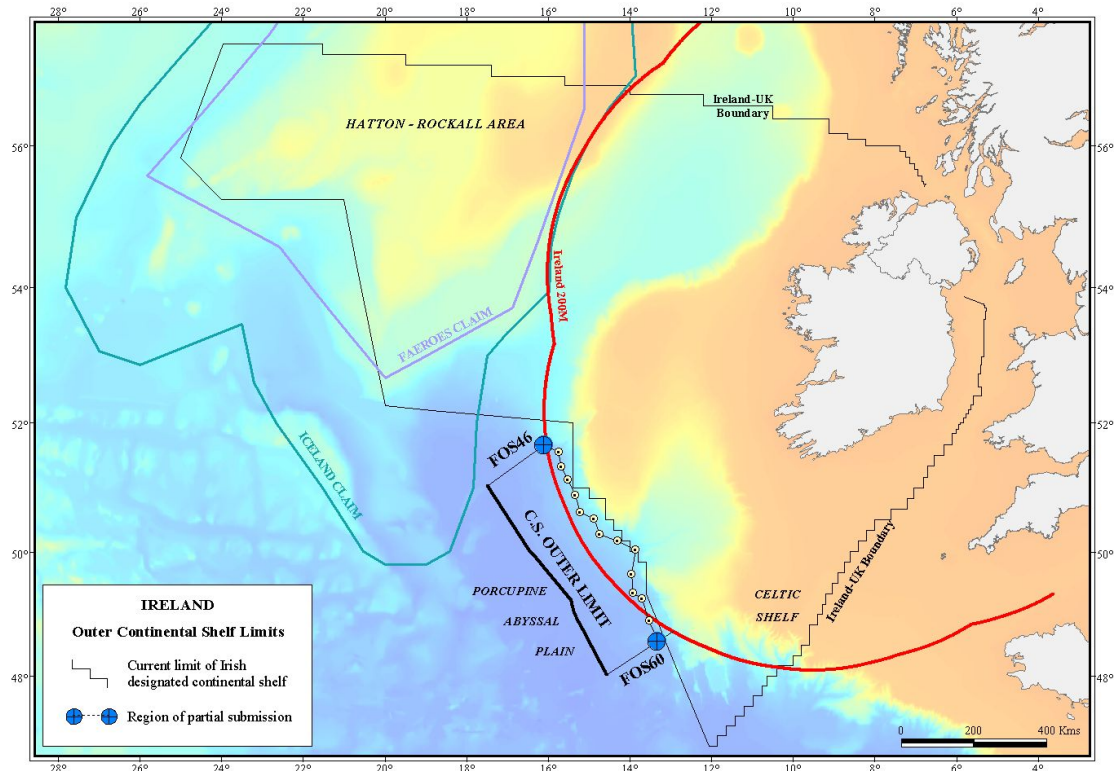 28° 26° 24° 22° 20° 18° 16° 14° 12° 10° 8° 6° 4°
Ireland-UK
Boundary
HATTON - ROCKALL AREA
56° 56°
Ireland 200M
54° 54°
FAEROES CLAIM
52° 52°
FOS46
ICELAND CLAIM
C.S. OUTER LIMIT
Ireland-UK Boundary
50° 50°
PORCUPINE
ABYSSAL
PLAIN
CELTIC
SHELF
FOS60
48° 48°
IRELAND
Outer Continental Shelf Limits
Current limit of Irish
designated continental shelf
Region of partial submission
0 200 400 Kms
28° 26° 24° 22° 20° 18° 16° 14° 12° 10° 8° 6° 4°